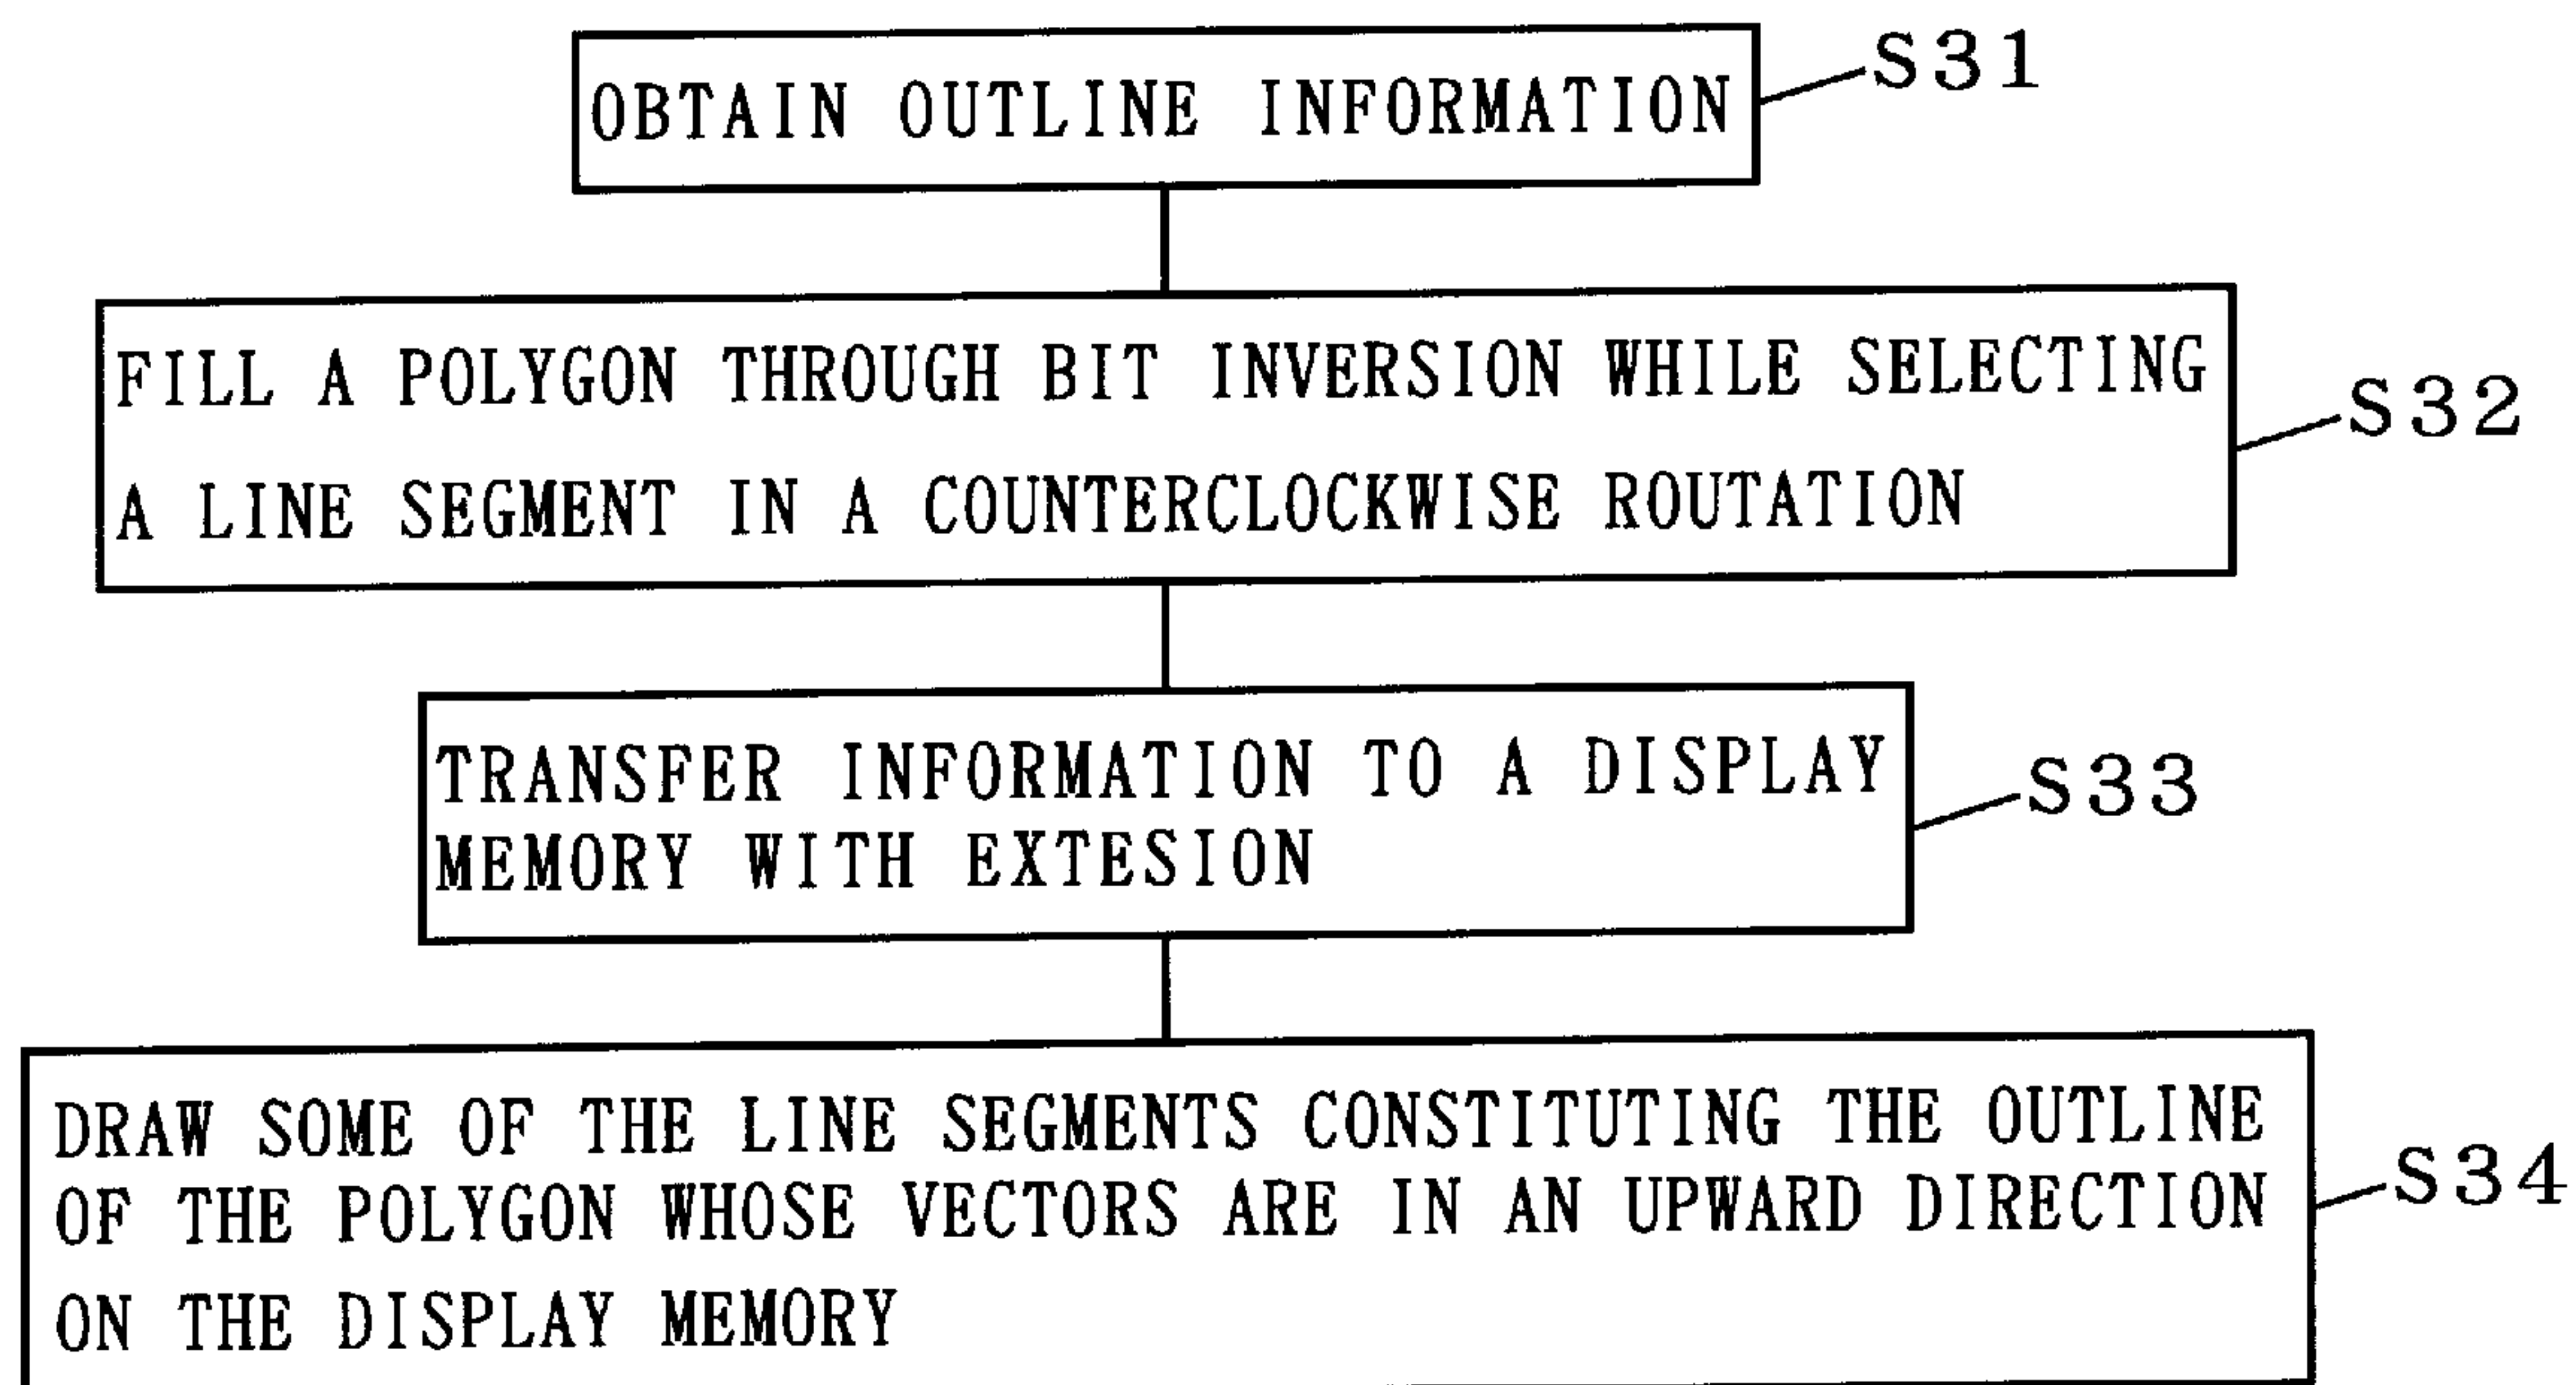 OBTAIN OUTLINE INFORMATION
S31
FILL A POLYGON THROUGH BIT INVERSION WHILE SELECTING
A LINE SEGMENT IN A COUNTERCLOCKWISE ROUTATION
S32
TRANSFER INFORMATION TO A DISPLAY
MEMORY WITH EXTESION
S33
DRAW SOME OF THE LINE SEGMENTS CONSTITUTING THE OUTLINE
OF THE POLYGON WHOSE VECTORS ARE IN AN UPWARD DIRECTION
ON THE DISPLAY MEMORY
S34